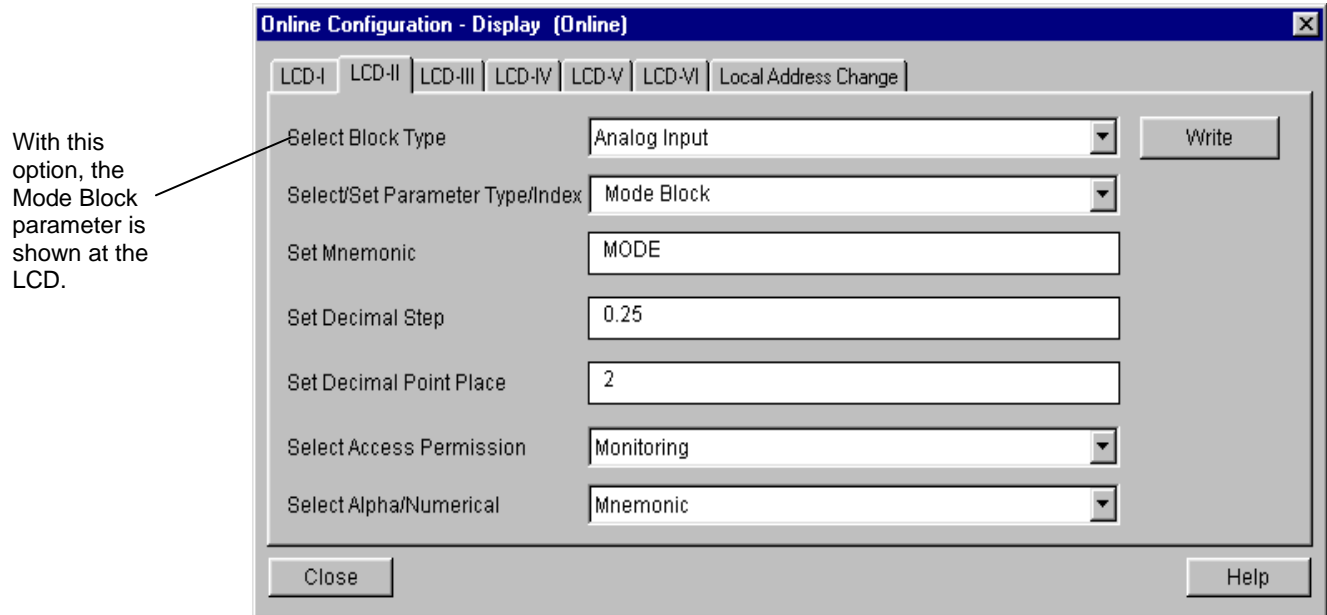 Online Configuration - Display (Online)
LCD-I LCD-II LCD-III LCD-IV LCD-V LCD-VI Local Address Change
With this
option, the
Mode Block
parameter is
shown at the
LCD.
Select Block Type Analog Input Write
Select/Set Parameter Type/Index Mode Block
Set Mnemonic MODE
Set Decimal Step 0.25
Set Decimal Point Place 2
Select Access Permission Monitoring
Select Alpha/Numerical Mnemonic
Close Help